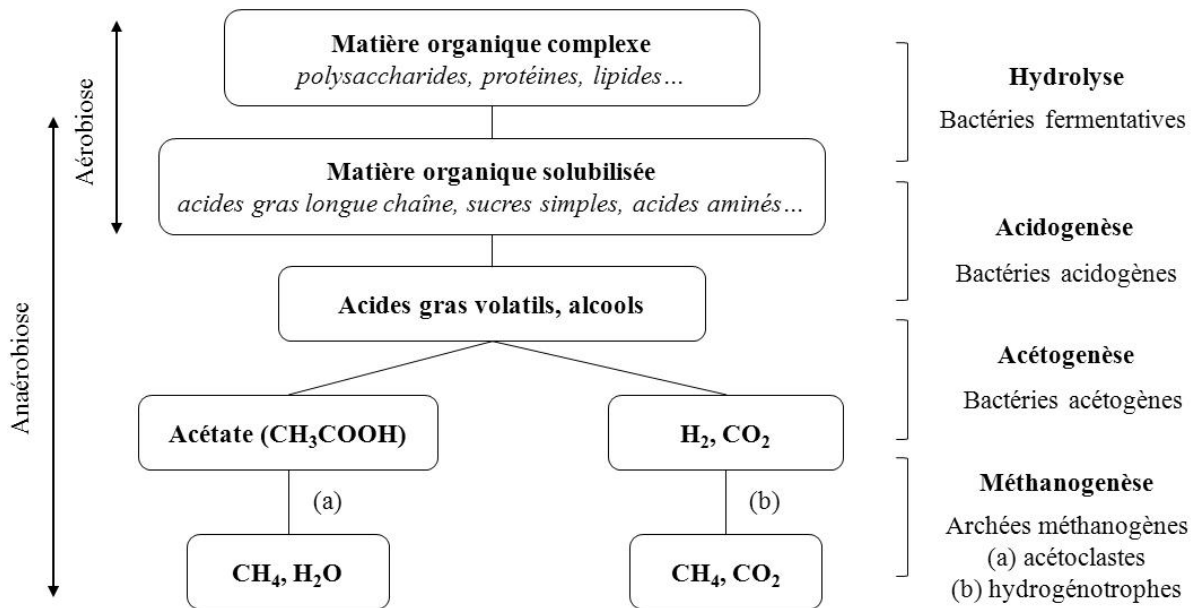 Matière organique complexe
polysaccharides, protéines, lipides…
Hydrolyse
Bactéries fermentatives
Aérobiose
Matière organique solubilisée
acides gras longue chaîne, sucres simples, acides aminés…
Acidogenèse
Bactéries acidogènes
Anaérobiose
Acides gras volatils, alcools
Acétogenèse
Bactéries acétogènes
Acétate (CH₃COOH)
H₂, CO₂
(a)
(b)
Méthanogenèse
Archées méthanogènes
(a) acétoclastes
(b) hydrogénotrophes
CH₄, H₂O
CH₄, CO₂